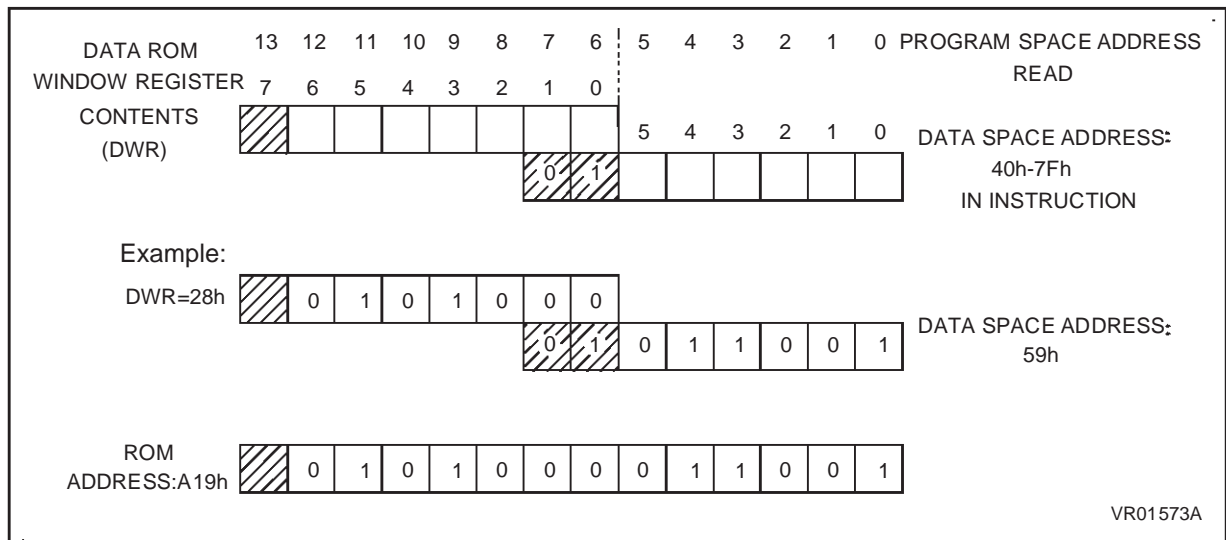 DATA ROM 13 12 11 10 9 8 7 6 5 4 3 2 1 0 PROGRAM SPACE ADDRESS
WINDOW REGISTER 7 6 5 4 3 2 1 0 READ
CONTENTS
(DWR)
5 4 3 2 1 0 DATA SPACE ADDRESS:
0 1 40h-7Fh
IN INSTRUCTION
Example:
DWR=28h 0 1 0 1 0 0 0
0 1 0 1 1 0 0 1 DATA SPACE ADDRESS:
59h
ROM
ADDRESS:A19h 0 1 0 1 0 0 0 0 1 1 0 0 1
VR01573A